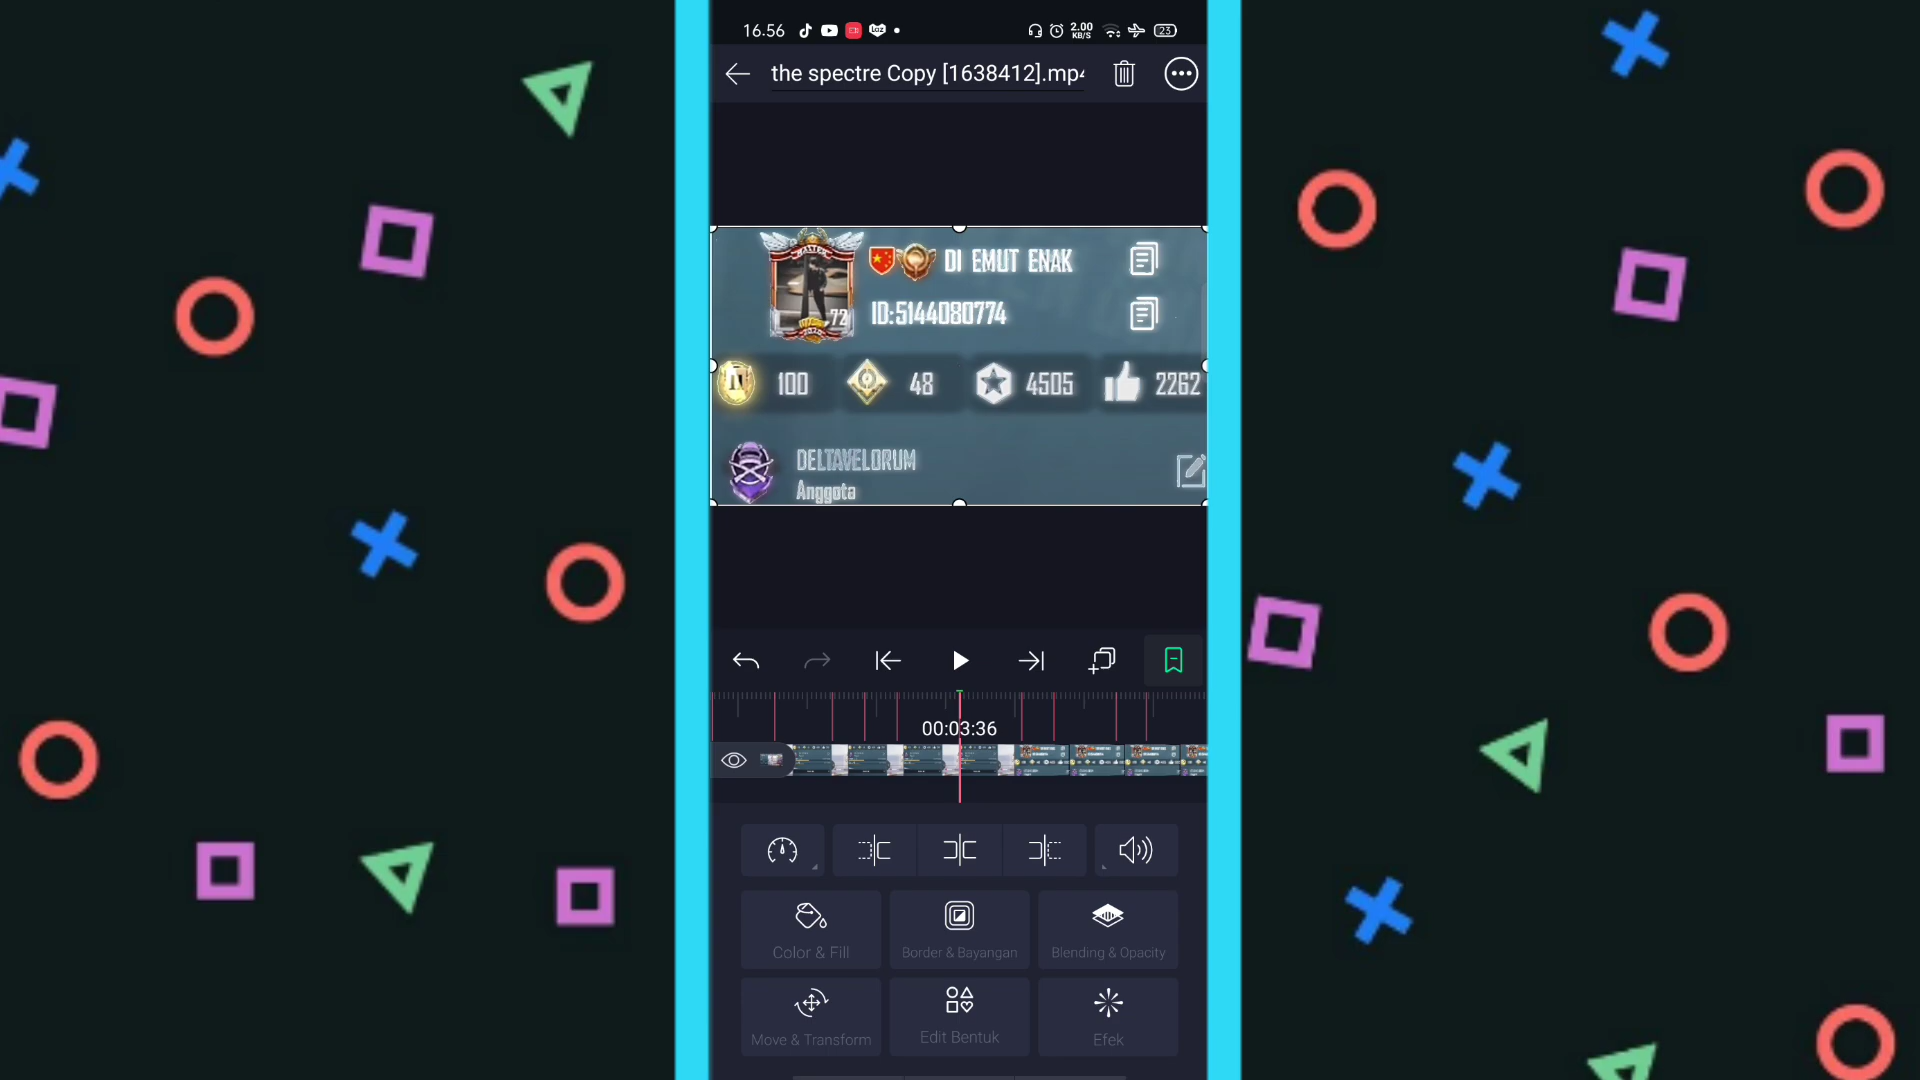 16.56
2.00
KB/S
23
the spectre Copy [1638412].mp4
DI EMUT ENAK
72
ID:5144080774
100
48
4505
2262
DELTAVELORUM
Anggota
00:03:36
Color & Fill
Border & Bayangan
Blending & Opacity
Move & Transform
Edit Bentuk
Efek